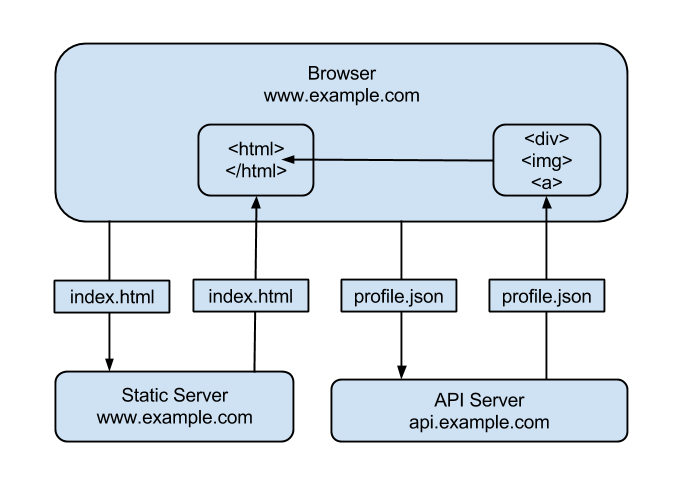 Browser
www.example.com
<html>
</html>
<div>
<img>
<a>
index.html
index.html
profile.json
profile.json
Static Server
www.example.com
API Server
api.example.com